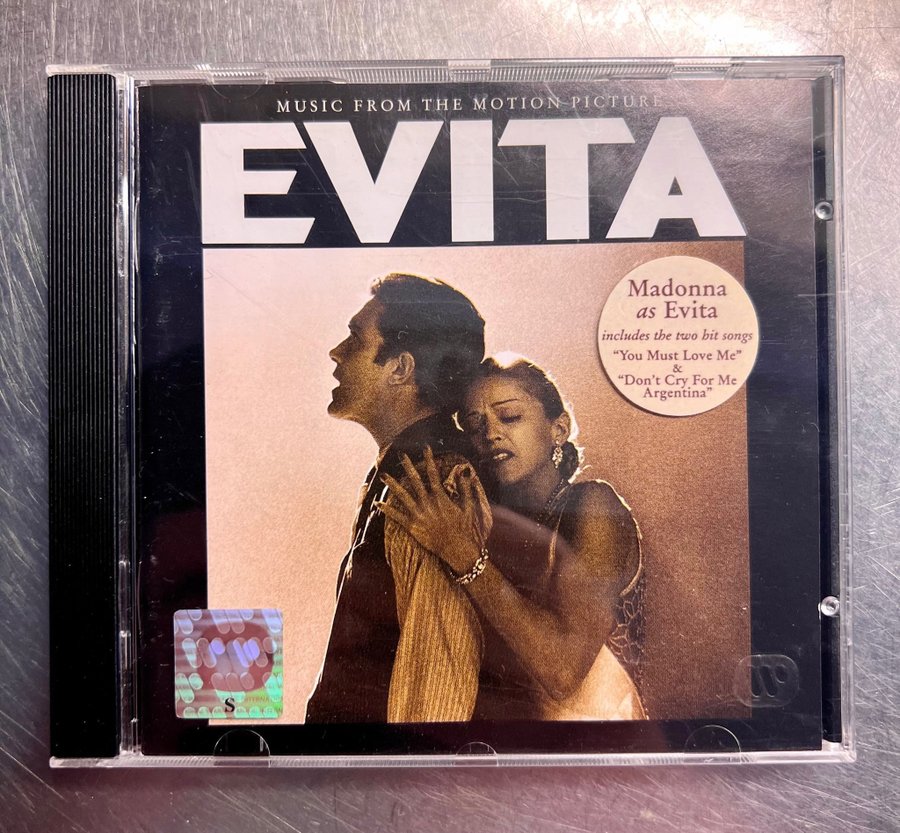 MUSIC FROM THE MOTION PICTURE
EVITA
Madonna
as Evita
includes the two hit songs
“You Must Love Me”
&
“Don't Cry For Me
Argentina”
S